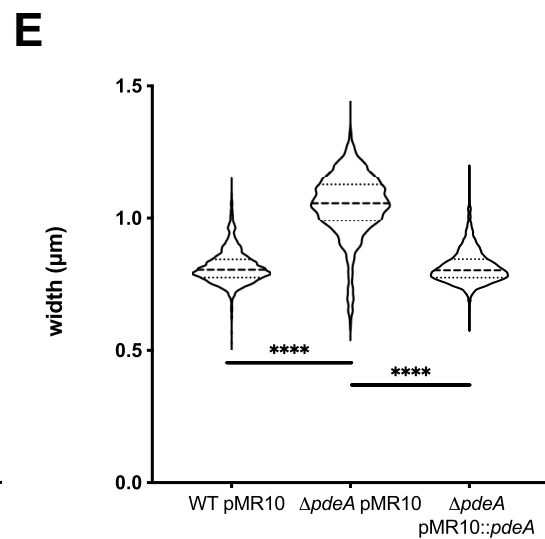 E
width (µm)
1.5
1.0
0.5
0.0
****
****
WT pMR10
ΔpdeA pMR10
ΔpdeA
pMR10::pdeA